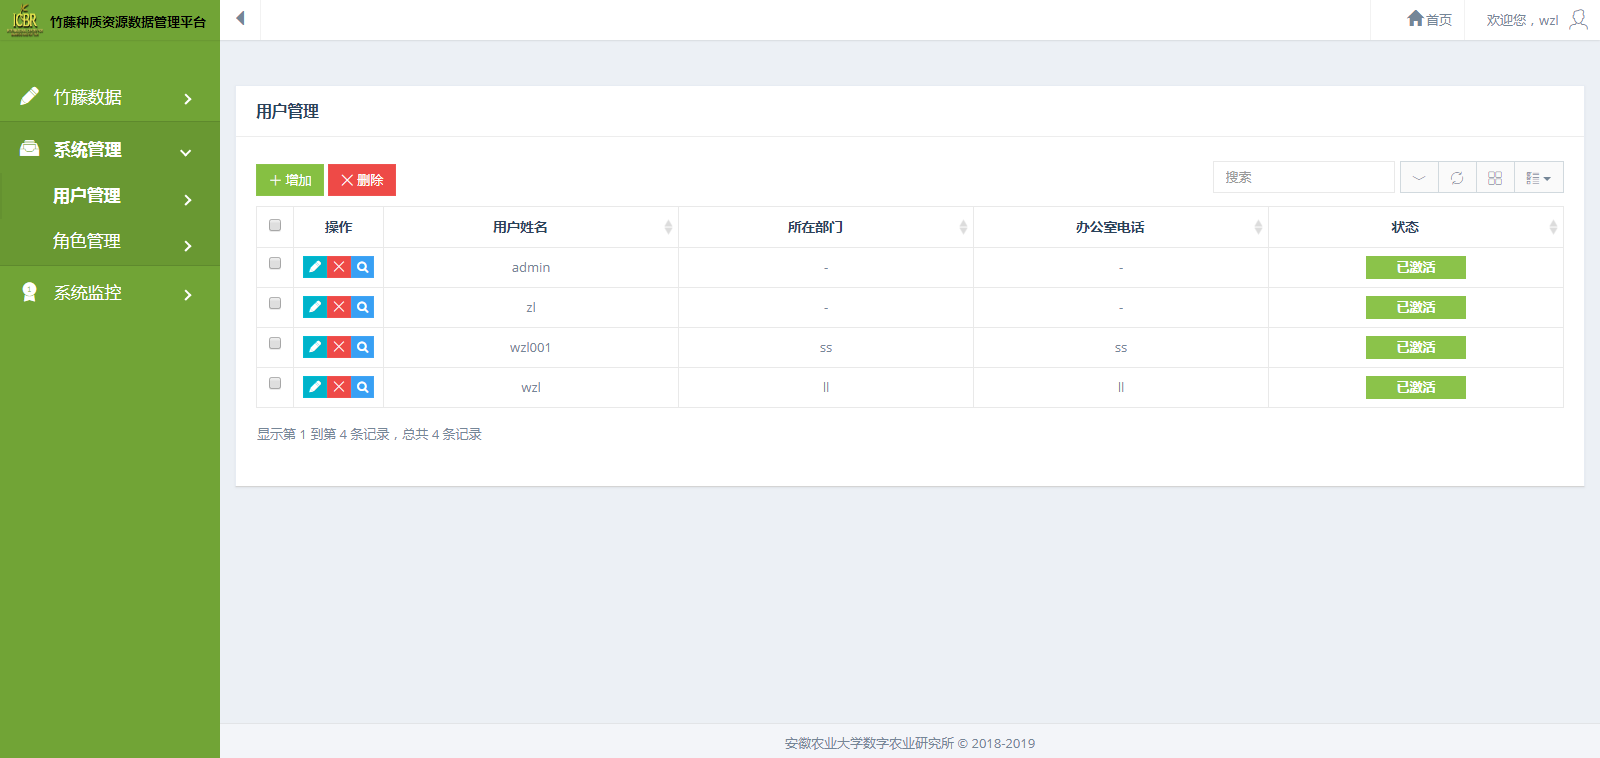 ICBR 竹藤种质资源数据管理平台
首页
欢迎您，wzl
竹藤数据
系统管理
用户管理
角色管理
系统监控
用户管理
增加 删除
搜索
操作 用户姓名 所在部门 办公室电话 状态
admin - - 已激活
zl - - 已激活
wzl001 ss ss 已激活
wzl ll ll 已激活
显示第 1 到第 4 条记录，总共 4 条记录
安徽农业大学数字农业研究所 © 2018-2019